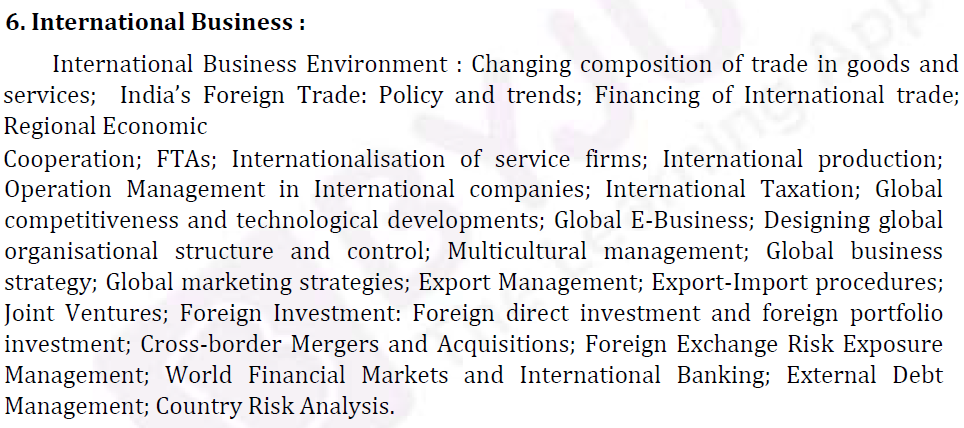 6. International Business :
International Business Environment : Changing composition of trade in goods and
services; India’s Foreign Trade: Policy and trends; Financing of International trade;
Regional Economic
Cooperation; FTAs; Internationalisation of service firms; International production;
Operation Management in International companies; International Taxation; Global
competitiveness and technological developments; Global E-Business; Designing global
organisational structure and control; Multicultural management; Global business
strategy; Global marketing strategies; Export Management; Export-Import procedures;
Joint Ventures; Foreign Investment: Foreign direct investment and foreign portfolio
investment; Cross-border Mergers and Acquisitions; Foreign Exchange Risk Exposure
Management; World Financial Markets and International Banking; External Debt
Management; Country Risk Analysis.